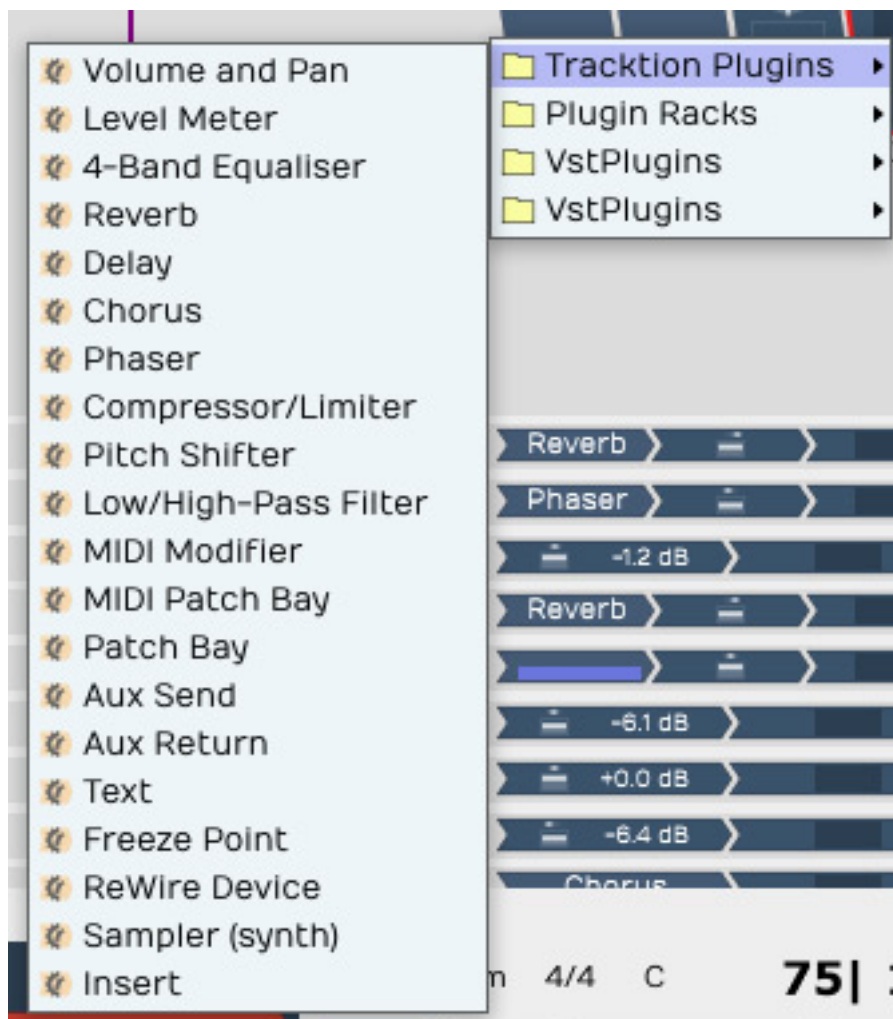 Volume and Pan
Level Meter
4-Band Equaliser
Reverb
Delay
Chorus
Phaser
Compressor/Limiter
Pitch Shifter
Low/High-Pass Filter
MIDI Modifier
MIDI Patch Bay
Patch Bay
Aux Send
Aux Return
Text
Freeze Point
ReWire Device
Sampler (synth)
Insert
Tracktion Plugins
Plugin Racks
VstPlugins
VstPlugins
Reverb
Phaser
-1.2 dB
Reverb
-6.1 dB
+0.0 dB
-6.4 dB
Chorus
4/4 C 75|